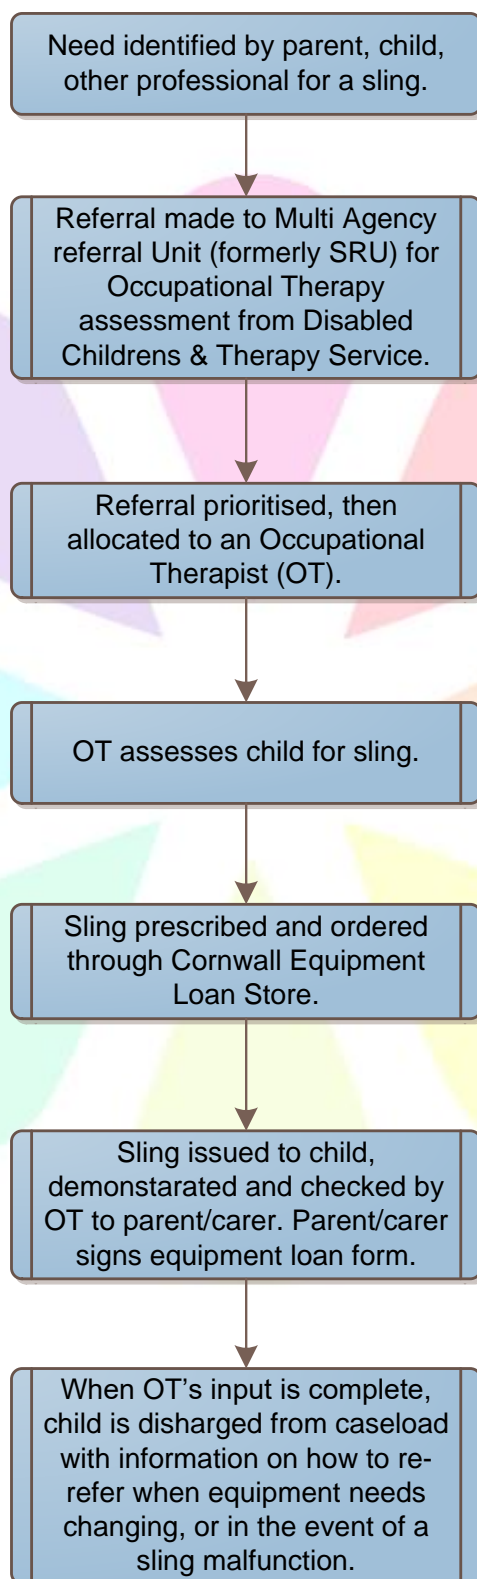 Need identified by parent, child,
other professional for a sling.
Referral made to Multi Agency
referral Unit (formerly SRU) for
Occupational Therapy
assessment from Disabled
Childrens & Therapy Service.
Referral prioritised, then
allocated to an Occupational
Therapist (OT).
OT assesses child for sling.
Sling prescribed and ordered
through Cornwall Equipment
Loan Store.
Sling issued to child,
demonstarated and checked by
OT to parent/carer. Parent/carer
signs equipment loan form.
When OT’s input is complete,
child is disharged from caseload
with information on how to re-
refer when equipment needs
changing, or in the event of a
sling malfunction.